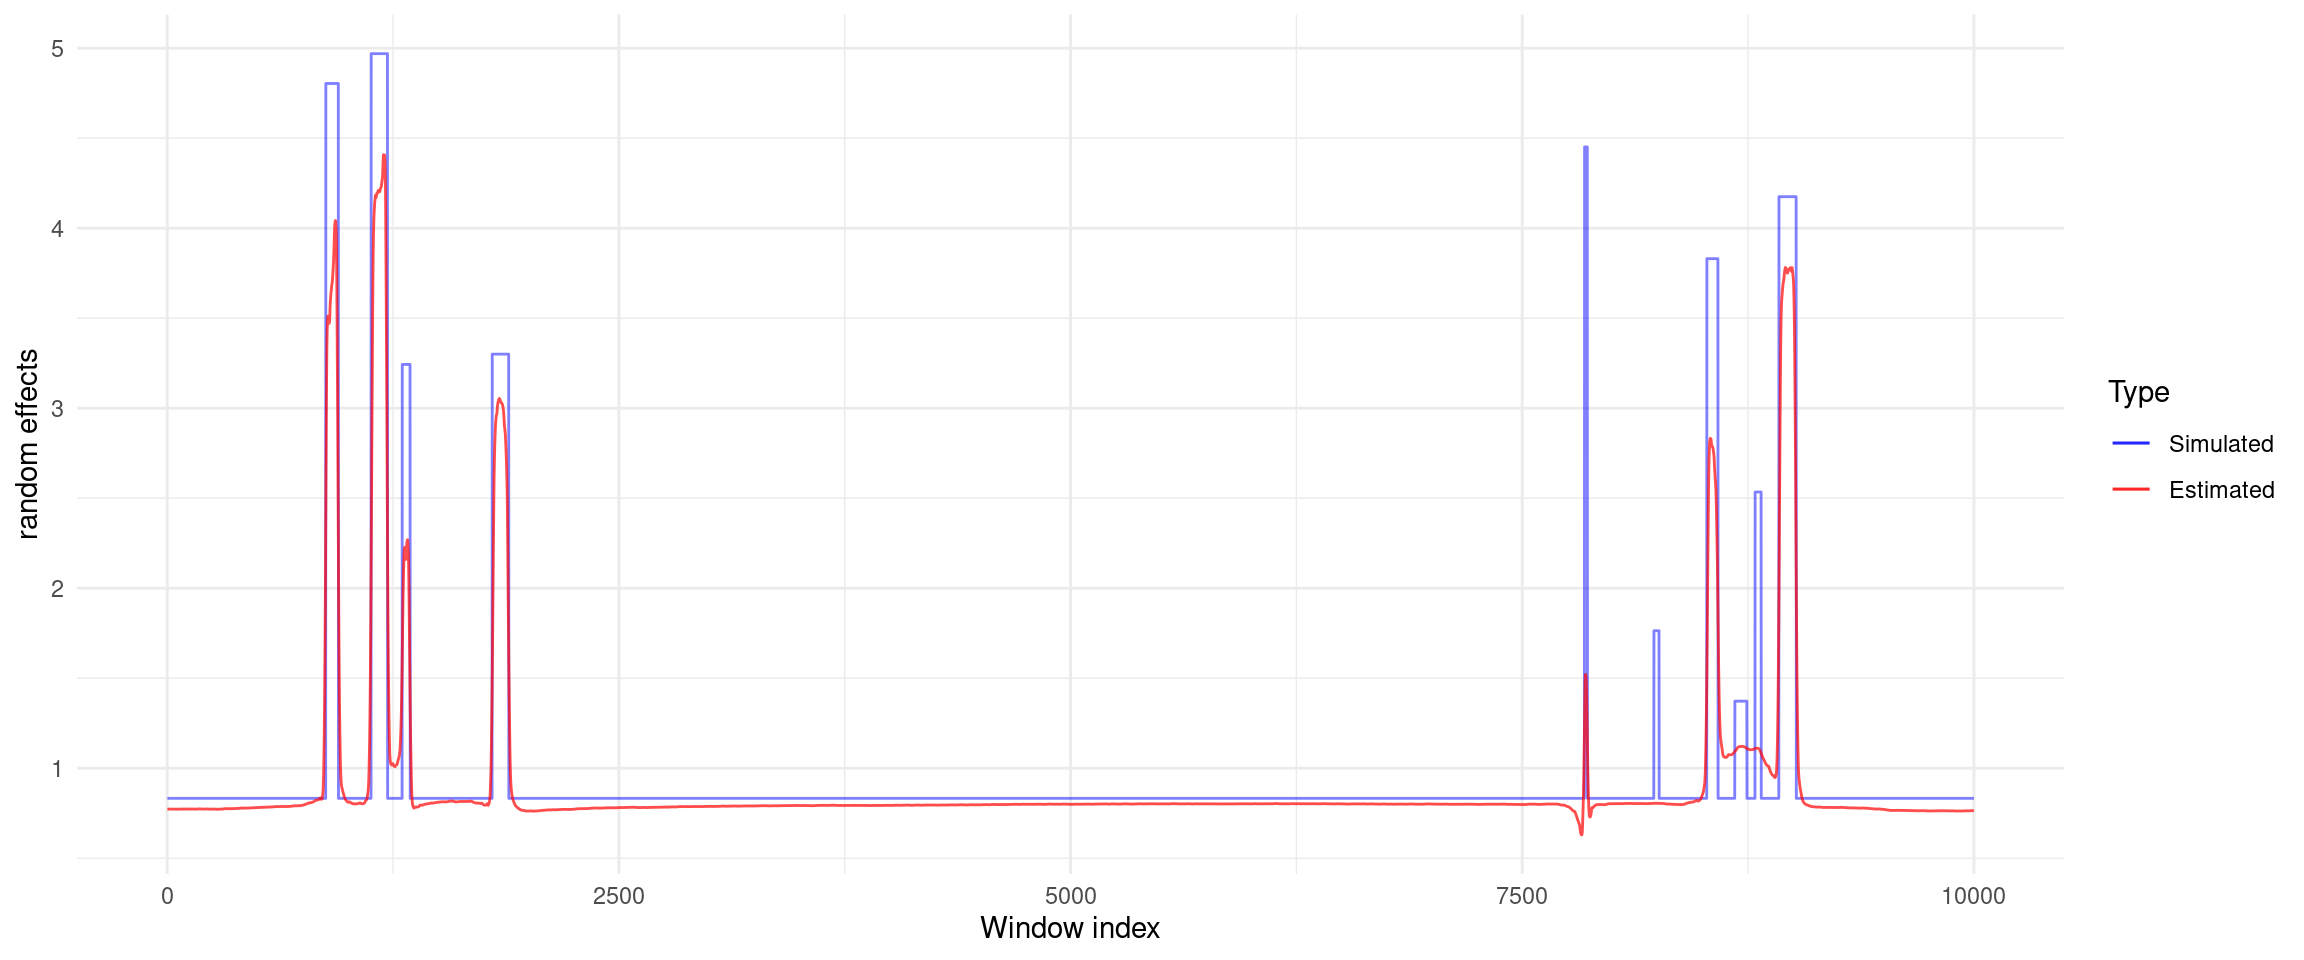 5
4
3
2
1
random effects
0 2500 5000 7500 10000
Window index
Type
Simulated
Estimated